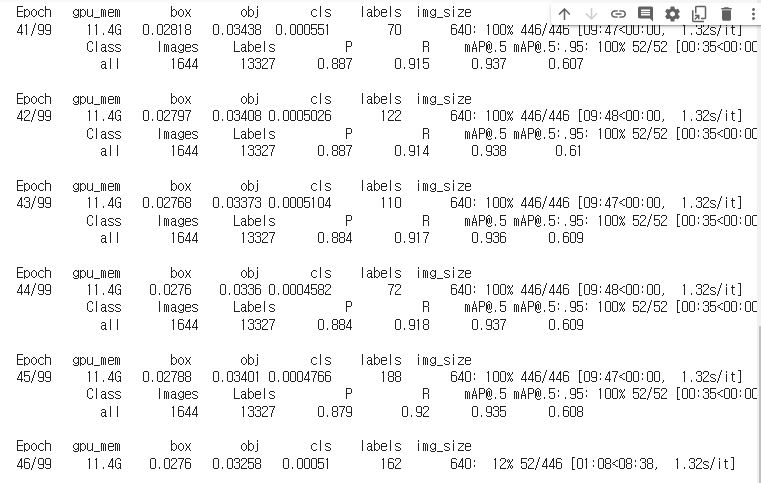 Epoch gpu_mem box obj cls labels img_size
41/99 11.4G 0.02818 0.03438 0.000551 70 640: 100% 446/446 [09:47<00:00, 1.32s/it]
Class Images Labels P R mAP@.5 mAP@.5:.95: 100% 52/52 [00:35<00:00
all 1644 13327 0.887 0.915 0.937 0.607
Epoch gpu_mem box obj cls labels img_size
42/99 11.4G 0.02797 0.03408 0.0005026 122 640: 100% 446/446 [09:48<00:00, 1.32s/it]
Class Images Labels P R mAP@.5 mAP@.5:.95: 100% 52/52 [00:35<00:00
all 1644 13327 0.887 0.914 0.938 0.61
Epoch gpu_mem box obj cls labels img_size
43/99 11.4G 0.02768 0.03373 0.0005104 110 640: 100% 446/446 [09:47<00:00, 1.32s/it]
Class Images Labels P R mAP@.5 mAP@.5:.95: 100% 52/52 [00:35<00:00
all 1644 13327 0.884 0.917 0.936 0.609
Epoch gpu_mem box obj cls labels img_size
44/99 11.4G 0.0276 0.0336 0.0004582 72 640: 100% 446/446 [09:48<00:00, 1.32s/it]
Class Images Labels P R mAP@.5 mAP@.5:.95: 100% 52/52 [00:35<00:00
all 1644 13327 0.884 0.918 0.937 0.609
Epoch gpu_mem box obj cls labels img_size
45/99 11.4G 0.02788 0.03401 0.0004766 188 640: 100% 446/446 [09:47<00:00, 1.32s/it]
Class Images Labels P R mAP@.5 mAP@.5:.95: 100% 52/52 [00:35<00:00
all 1644 13327 0.879 0.92 0.935 0.608
Epoch gpu_mem box obj cls labels img_size
46/99 11.4G 0.0276 0.03258 0.00051 162 640: 12% 52/446 [01:08<08:38, 1.32s/it]